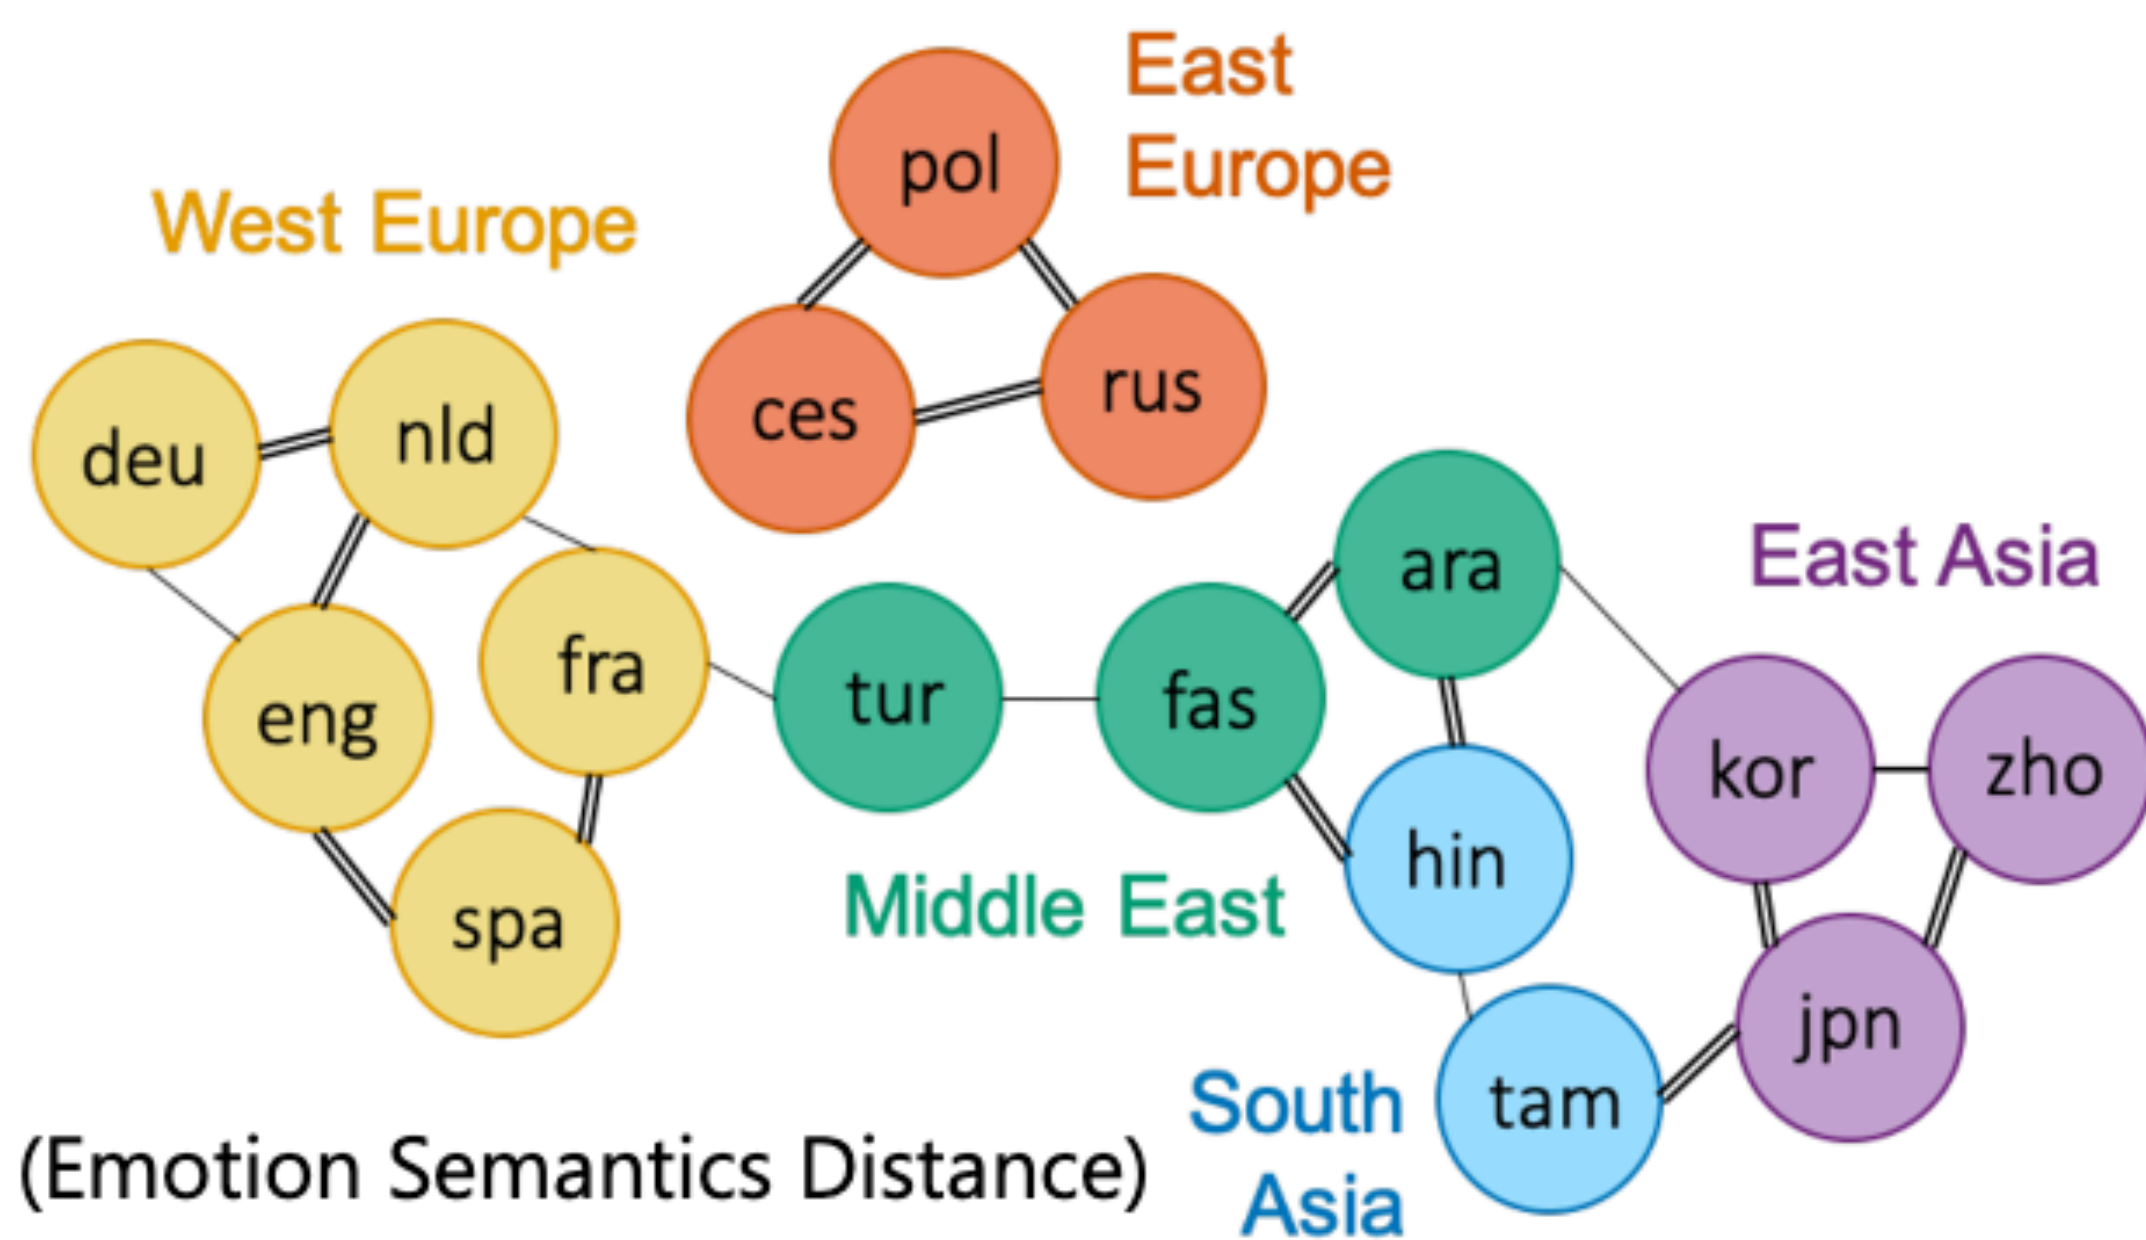 East
Europe
pol
West Europe
ces
rus
deu
nld
eng
fra
spa
tur
fas
ara
East Asia
kor
zho
hin
Middle East
jpn
tam
South
Asia
(Emotion Semantics Distance)